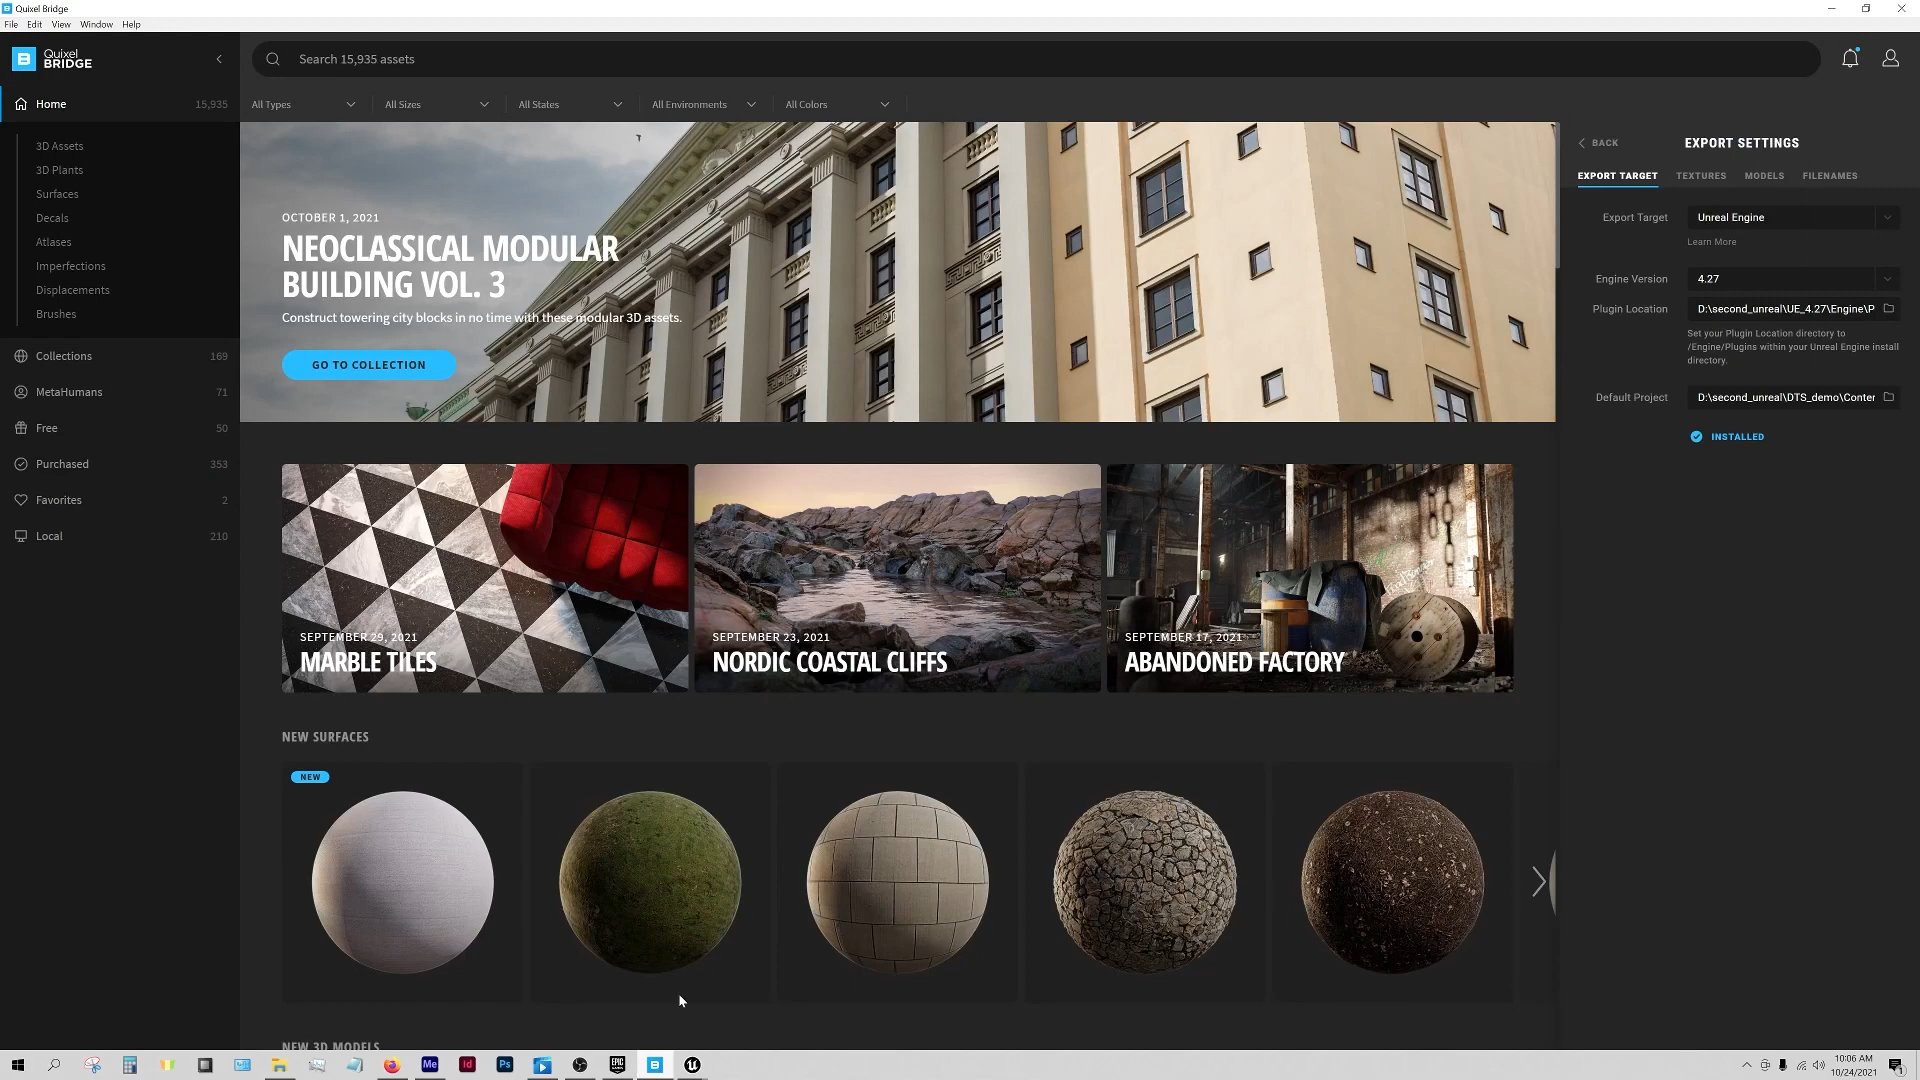 Quixel Bridge
File Edit View Window Help
Quixel
BRIDGE
Search 15,935 assets
Home 15,935
All Types All Sizes All States All Environments All Colors
3D Assets
3D Plants
Surfaces
Decals
Atlases
Imperfections
Displacements
Brushes
Collections 169
MetaHumans 71
Free 50
Purchased 353
Favorites 2
Local 210
OCTOBER 1, 2021
NEOCLASSICAL MODULAR
BUILDING VOL. 3
Construct towering city blocks in no time with these modular 3D assets.
GO TO COLLECTION
SEPTEMBER 29, 2021
MARBLE TILES
SEPTEMBER 23, 2021
NORDIC COASTAL CLIFFS
SEPTEMBER 17, 2021
ABANDONED FACTORY
NEW SURFACES
NEW
NEW 3D MODELS
BACK EXPORT SETTINGS
EXPORT TARGET TEXTURES MODELS FILENAMES
Export Target Unreal Engine
Learn More
Engine Version 4.27
Plugin Location D:\second_unreal\UE_4.27\Engine\P
Set your Plugin Location directory to
/Engine/Plugins within your Unreal Engine install
directory.
Default Project D:\second_unreal\DTS_demo\Conter
INSTALLED
Me Id Ps EPIC GAMES
10:06 AM
10/24/2021
1